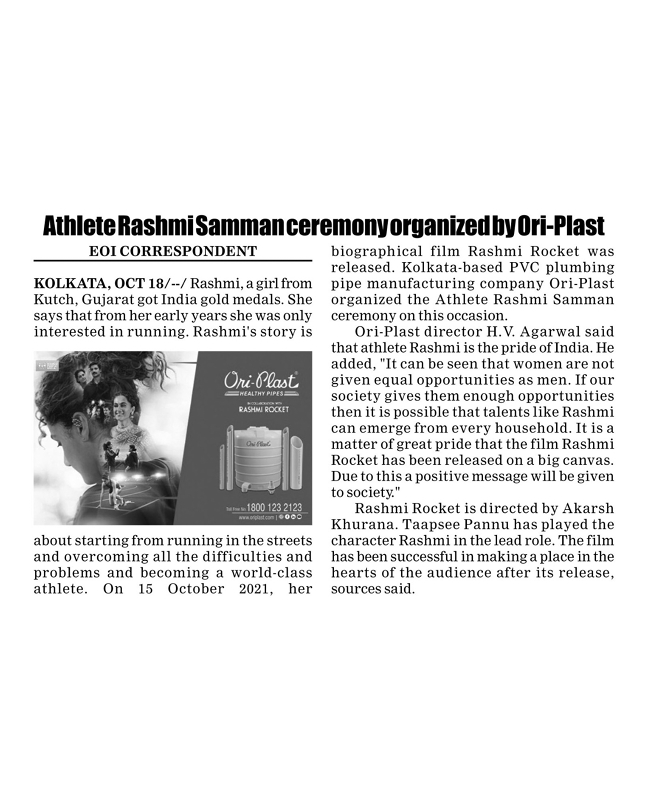 Athlete Rashmi Samman ceremony organized by Ori-Plast
EOI CORRESPONDENT
KOLKATA, OCT 18/--/ Rashmi, a girl from
Kutch, Gujarat got India gold medals. She
says that from her early years she was only
interested in running. Rashmi's story is
Ori-Plast
HEALTHY PIPES
IN COLLABORATION WITH
RASHMI ROCKET
Ori-Plast
Toll Free No. 1800 123 2123
www.oriplast.com
about starting from running in the streets
and overcoming all the difficulties and
problems and becoming a world-class
athlete. On 15 October 2021, her
biographical film Rashmi Rocket was
released. Kolkata-based PVC plumbing
pipe manufacturing company Ori-Plast
organized the Athlete Rashmi Samman
ceremony on this occasion.
Ori-Plast director H.V. Agarwal said
that athlete Rashmi is the pride of India. He
added, "It can be seen that women are not
given equal opportunities as men. If our
society gives them enough opportunities
then it is possible that talents like Rashmi
can emerge from every household. It is a
matter of great pride that the film Rashmi
Rocket has been released on a big canvas.
Due to this a positive message will be given
to society."
Rashmi Rocket is directed by Akarsh
Khurana. Taapsee Pannu has played the
character Rashmi in the lead role. The film
has been successful in making a place in the
hearts of the audience after its release,
sources said.